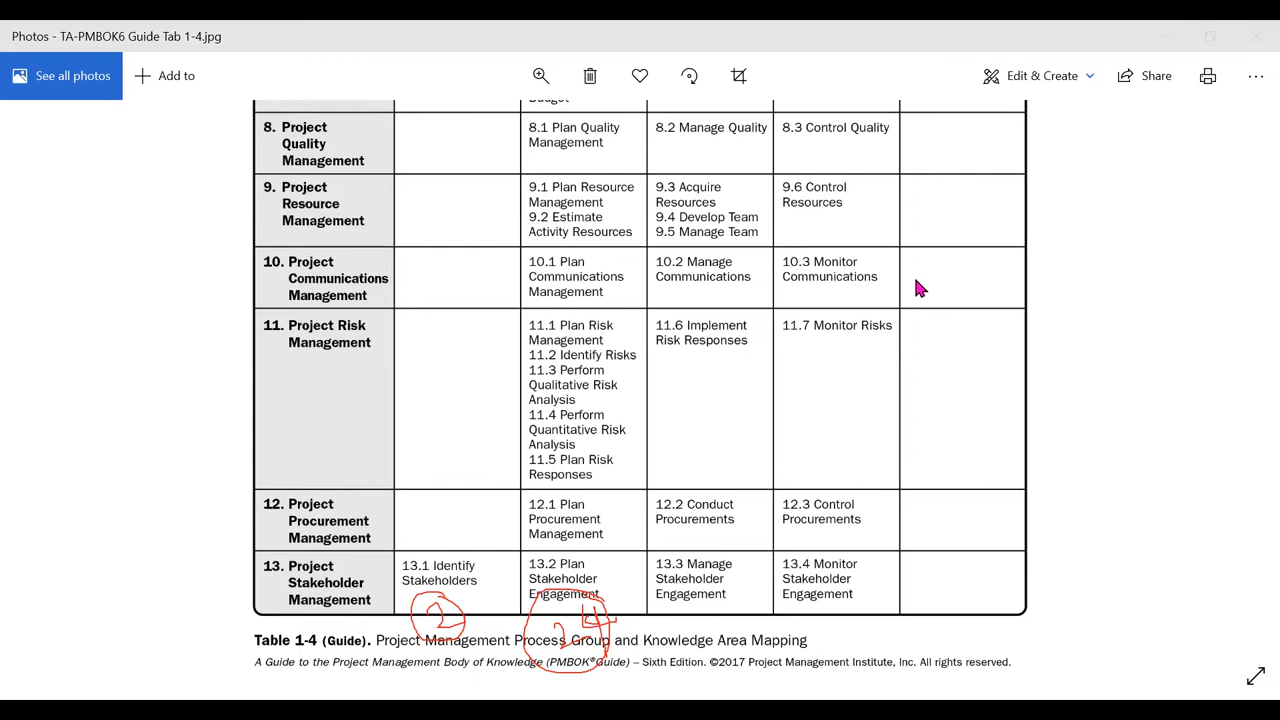 Photos - TA-PMBOK6 Guide Tab 1-4.jpg
See all photos
Add to
Edit & Create
Share
Budget
8. Project
Quality
Management
8.1 Plan Quality
Management
8.2 Manage Quality
8.3 Control Quality
9. Project
Resource
Management
9.1 Plan Resource
Management
9.2 Estimate
Activity Resources
9.3 Acquire
Resources
9.4 Develop Team
9.5 Manage Team
9.6 Control
Resources
10. Project
Communications
Management
10.1 Plan
Communications
Management
10.2 Manage
Communications
10.3 Monitor
Communications
11. Project Risk
Management
11.1 Plan Risk
Management
11.2 Identify Risks
11.3 Perform
Qualitative Risk
Analysis
11.4 Perform
Quantitative Risk
Analysis
11.5 Plan Risk
Responses
11.6 Implement
Risk Responses
11.7 Monitor Risks
12. Project
Procurement
Management
12.1 Plan
Procurement
Management
12.2 Conduct
Procurements
12.3 Control
Procurements
13. Project
Stakeholder
Management
13.1 Identify
Stakeholders
13.2 Plan
Stakeholder
Engagement
13.3 Manage
Stakeholder
Engagement
13.4 Monitor
Stakeholder
Engagement
2
24
Table 1-4 (Guide). Project Management Process Group and Knowledge Area Mapping
A Guide to the Project Management Body of Knowledge (PMBOK® Guide) – Sixth Edition. ©2017 Project Management Institute, Inc. All rights reserved.